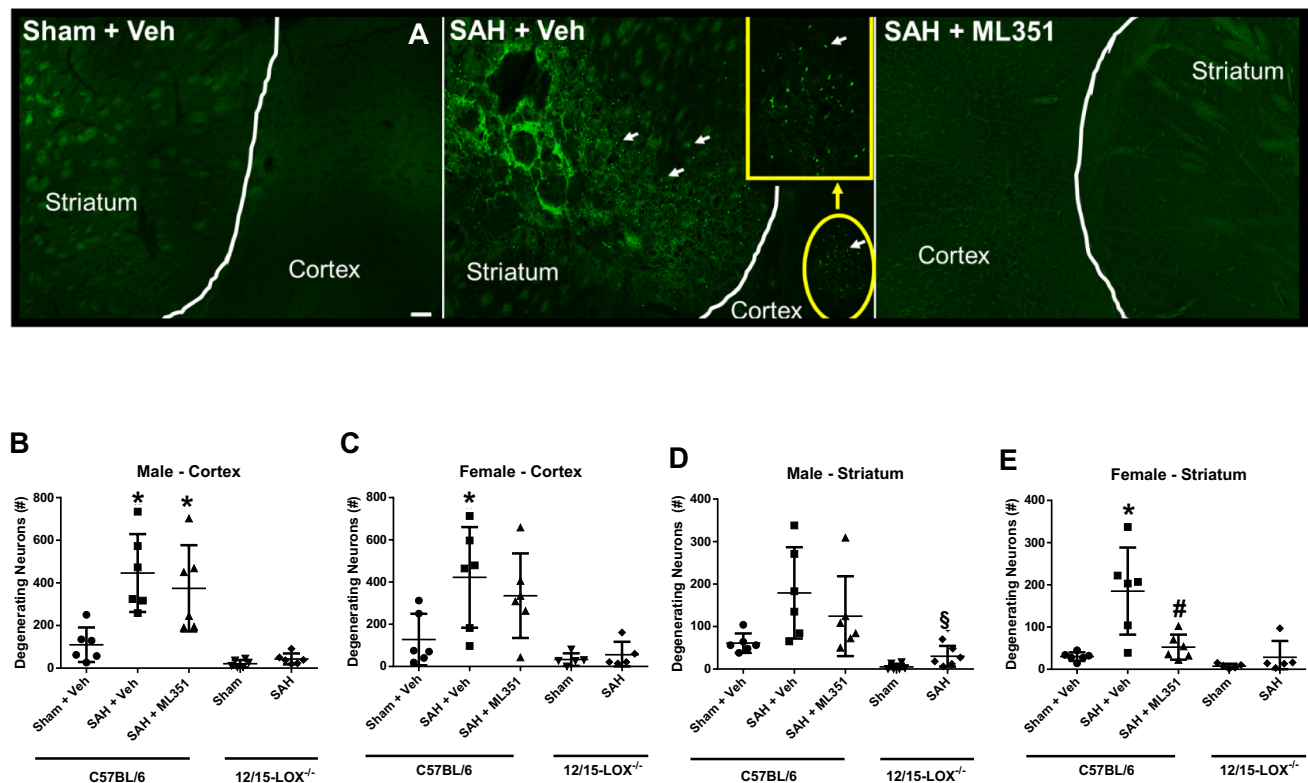 Sham + Veh
A
SAH + Veh
SAH + ML351
Striatum
Cortex
Striatum
Cortex
Striatum
Cortex
B
Male - Cortex
Degenerating Neurons (#)
800
600
400
200
0
*
*
Sham + Veh
SAH + Veh
SAH + ML351
Sham
SAH
C57BL/6
12/15-LOX-/-
C
Female - Cortex
Degenerating Neurons (#)
800
600
400
200
0
*
Sham + Veh
SAH + Veh
SAH + ML351
Sham
SAH
C57BL/6
12/15-LOX-/-
D
Male - Striatum
Degenerating Neurons (#)
400
300
200
100
0
§
Sham + Veh
SAH + Veh
SAH + ML351
Sham
SAH
C57BL/6
12/15-LOX-/-
E
Female - Striatum
Degenerating Neurons (#)
400
300
200
100
0
*
#
Sham + Veh
SAH + Veh
SAH + ML351
Sham
SAH
C57BL/6
12/15-LOX-/-